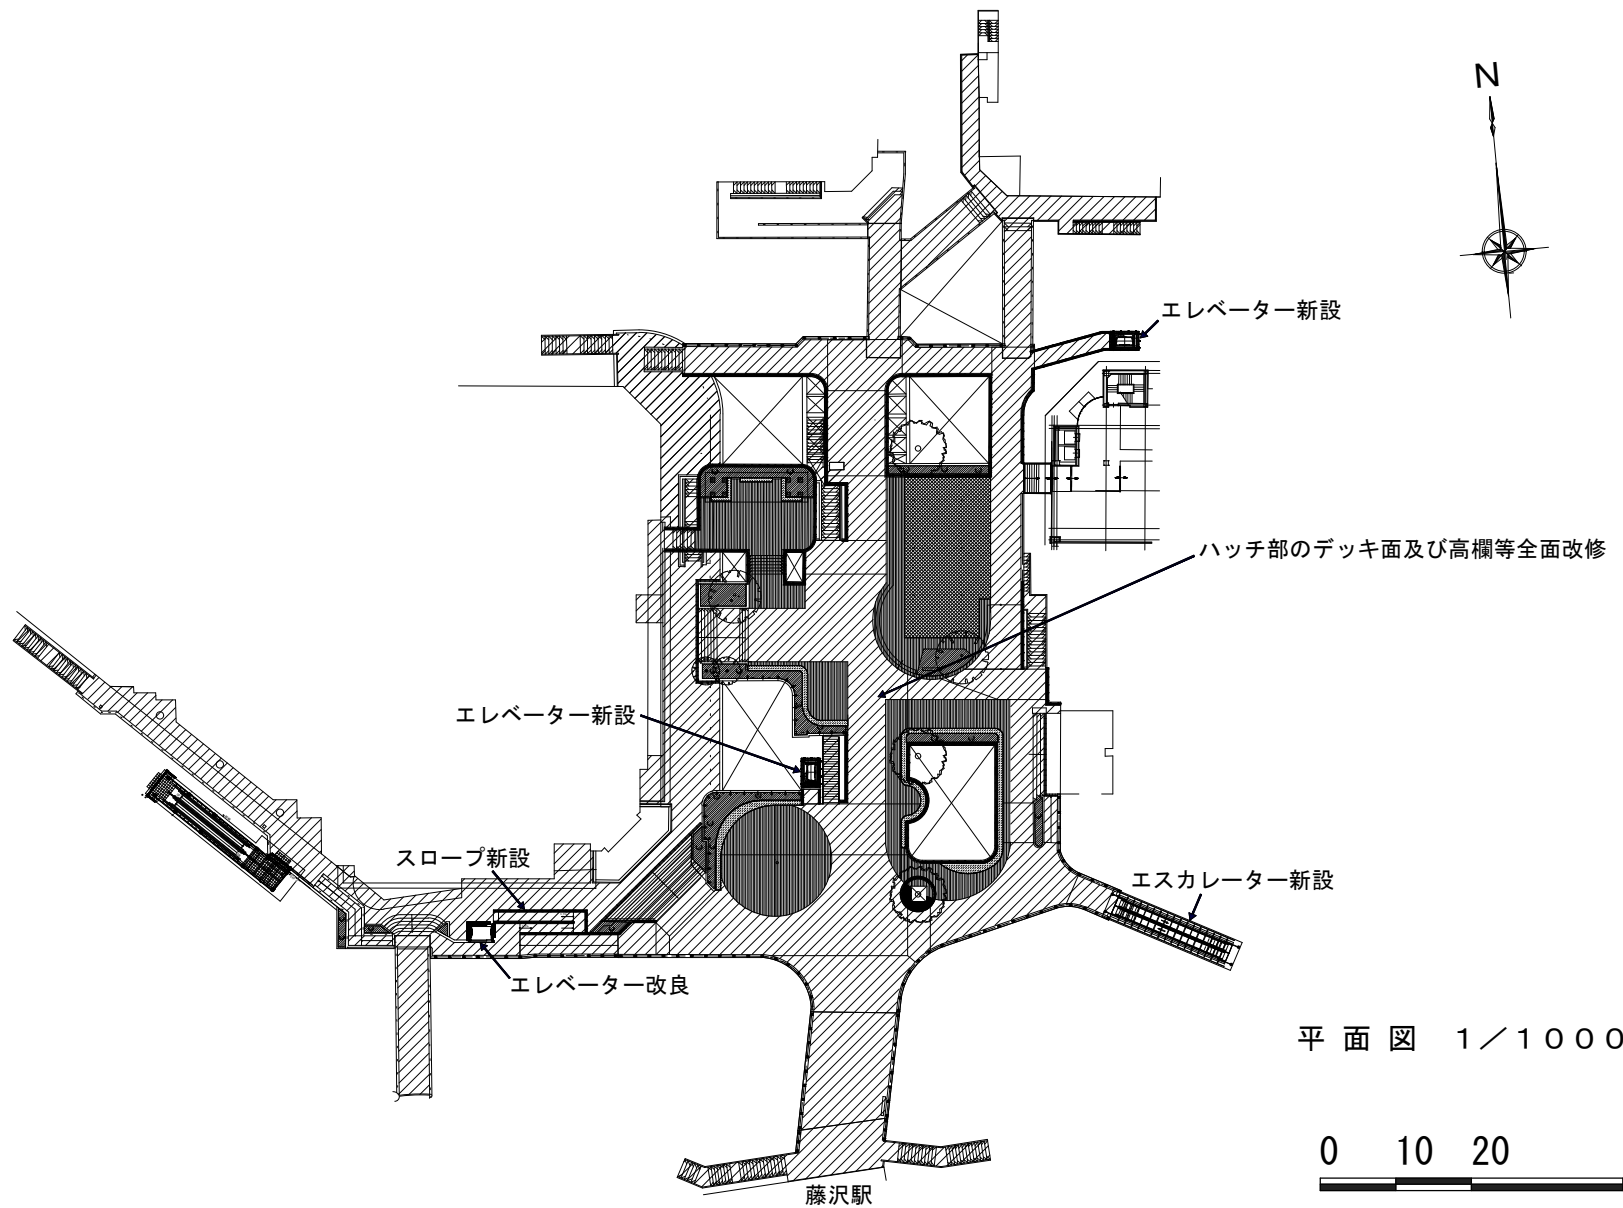 N
エレベーター新設
ハッチ部のデッキ面及び高欄等全面改修
エレベーター新設
スロープ新設
エスカレーター新設
エレベーター改良
平面図 1/1000
0 10 20
藤沢駅